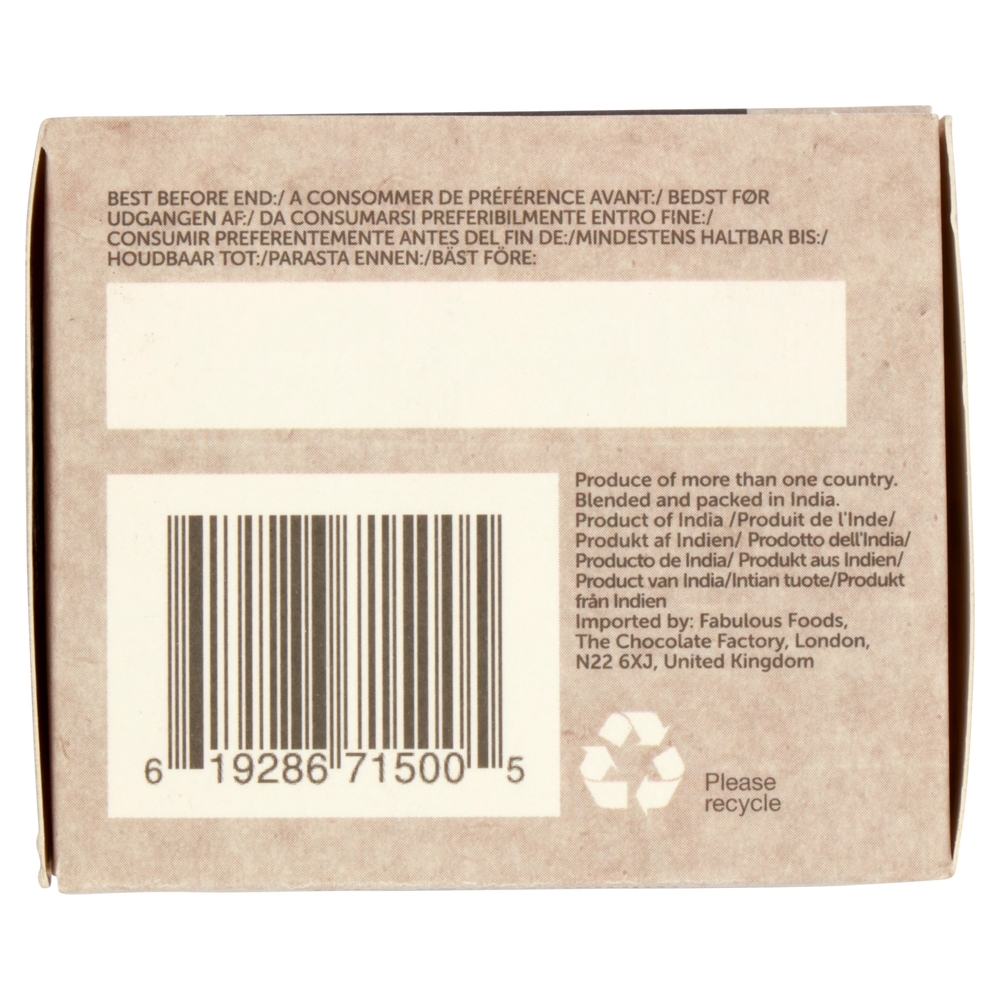 BEST BEFORE END:/ A CONSOMMER DE PRÉFÉRENCE AVANT:/ BEDST FØR
UDGANGEN AF:/ DA CONSUMARSI PREFERIBILMENTE ENTRO FINE:/
CONSUMIR PREFERENTEMENTE ANTES DEL FIN DE:/MINDESTENS HALTBAR BIS:/
HOUDBAAR TOT:/PARASTA ENNEN:/BÄST FÖRE:
Produce of more than one country.
Blended and packed in India.
Product of India /Produit de l'Inde/
Produkt af Indien/ Prodotto dell'India/
Producto de India/ Produkt aus Indien/
Product van India/Intian tuote/Produkt
från Indien
Imported by: Fabulous Foods,
The Chocolate Factory, London,
N22 6XJ, United Kingdom
6 19286 71500 5
Please
recycle